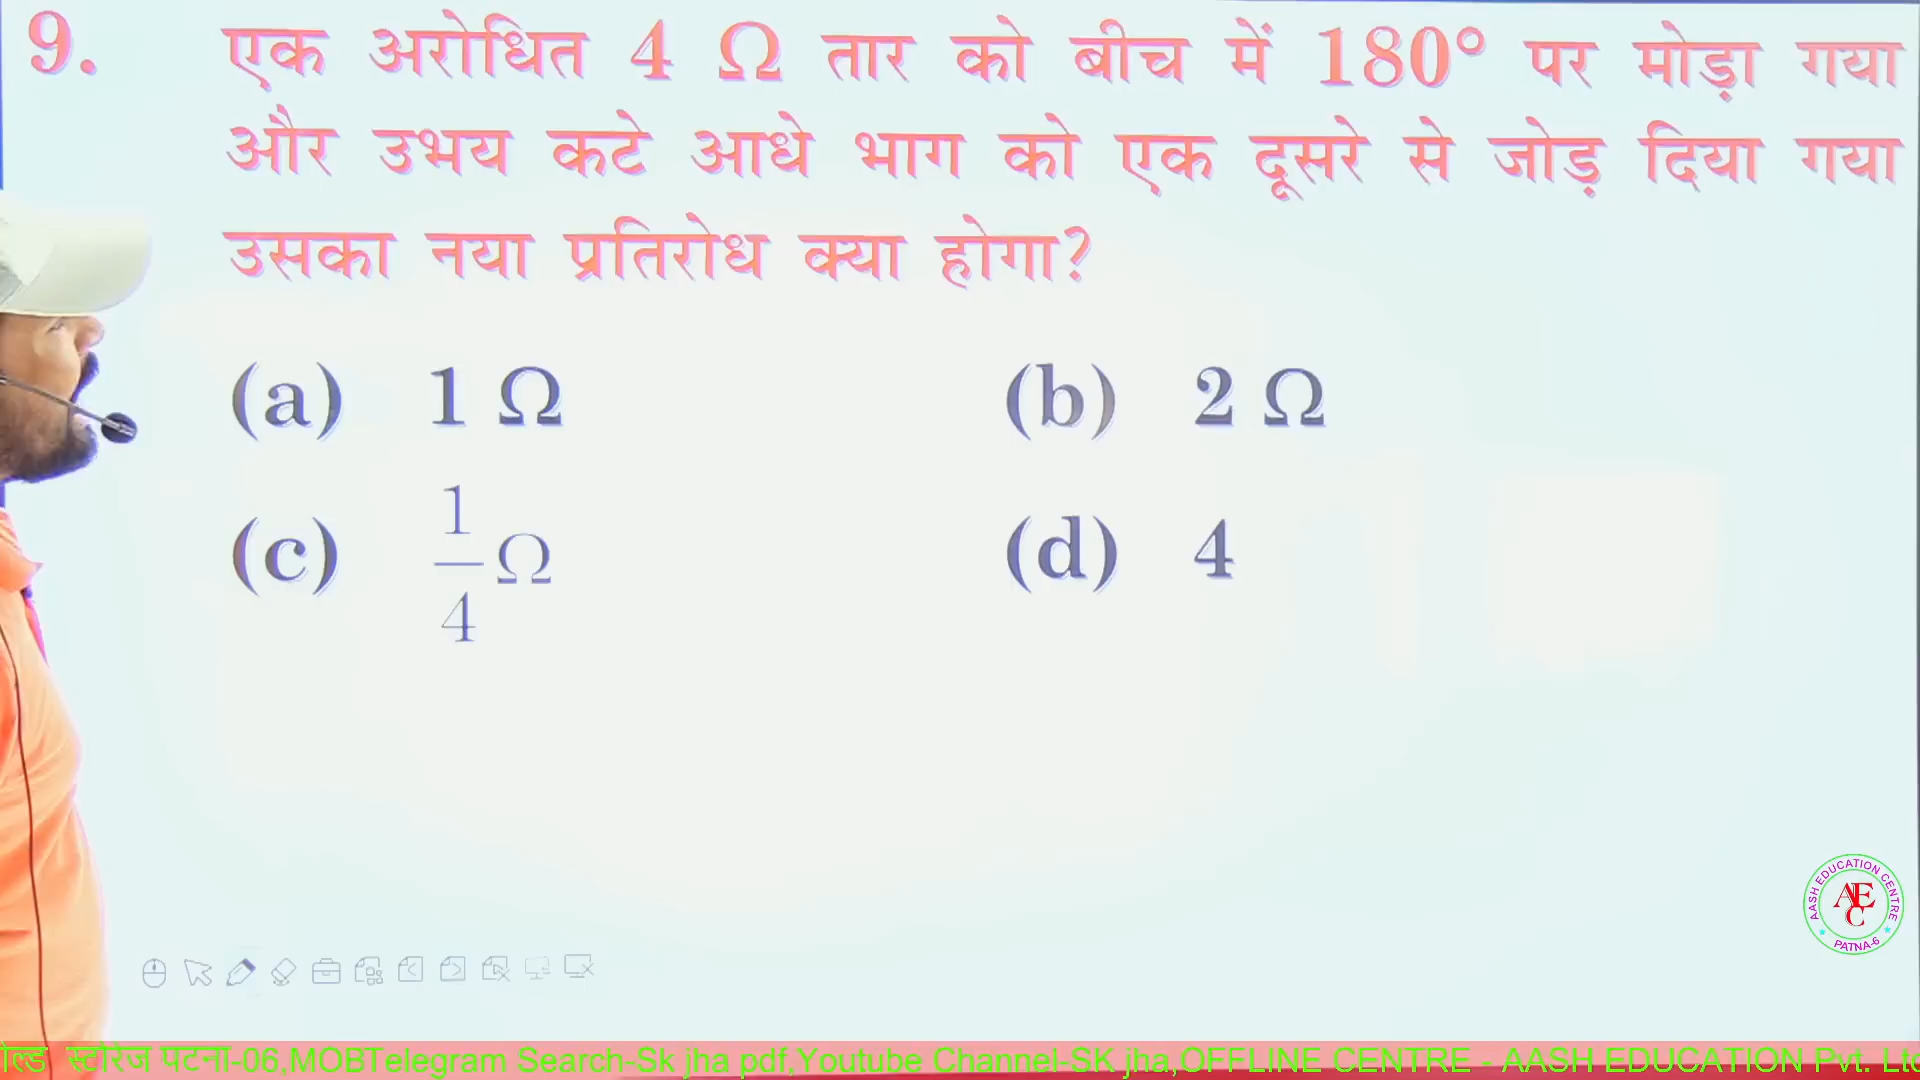 9. एक अरोधित 4 Ω तार को बीच में 180° पर मोड़ा गया
और उभय कटे आधे भाग को एक दूसरे से जोड़ दिया गया
उसका नया प्रतिरोध क्या होगा?
(a) 1 Ω (b) 2 Ω
(c) 1/4 Ω (d) 4
AASH EDUCATION CENTRE
AEC
PATNA-6
स्टोरेज पटना-06,MOBTelegram Search-Sk jha pdf,Youtube Channel-SK jha,OFFLINE CENTRE - AASH EDUCATION Pvt.